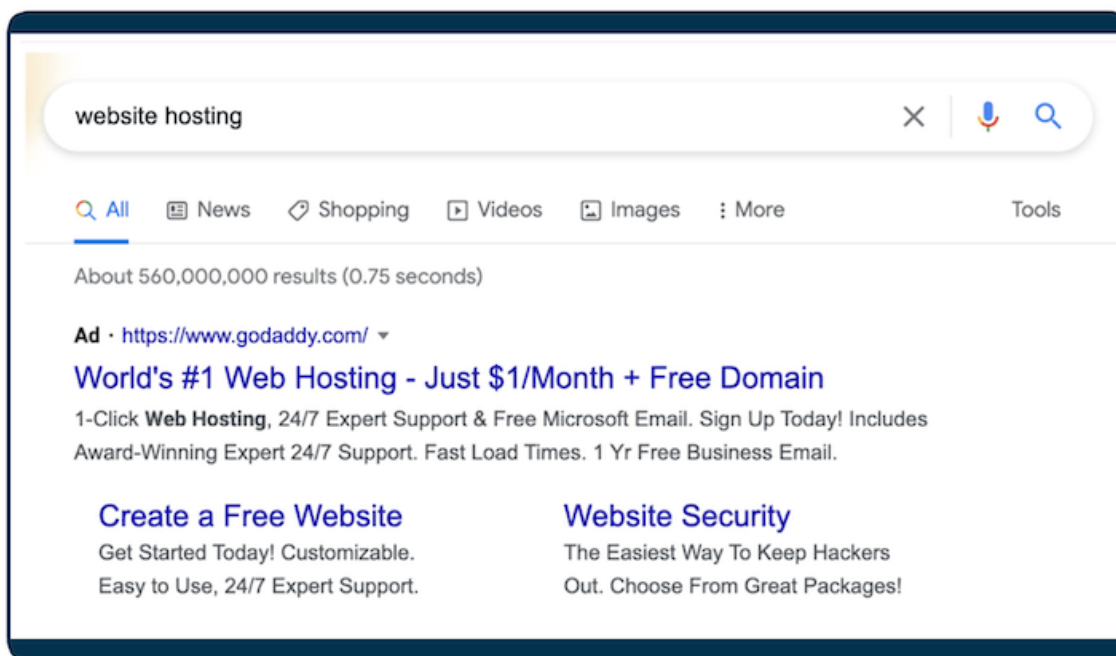 website hosting
All News Shopping Videos Images More Tools
About 560,000,000 results (0.75 seconds)
Ad · https://www.godaddy.com/
World's #1 Web Hosting - Just $1/Month + Free Domain
1-Click Web Hosting, 24/7 Expert Support & Free Microsoft Email. Sign Up Today! Includes
Award-Winning Expert 24/7 Support. Fast Load Times. 1 Yr Free Business Email.
Create a Free Website
Get Started Today! Customizable.
Easy to Use, 24/7 Expert Support.
Website Security
The Easiest Way To Keep Hackers
Out. Choose From Great Packages!